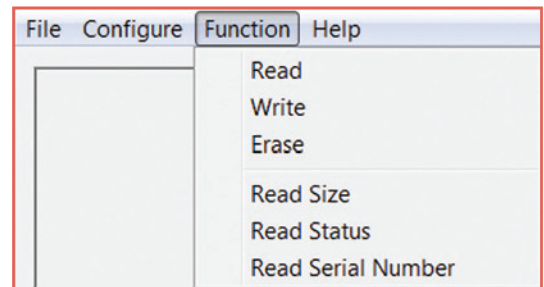 File Configure Function Help
Read
Write
Erase
Read Size
Read Status
Read Serial Number